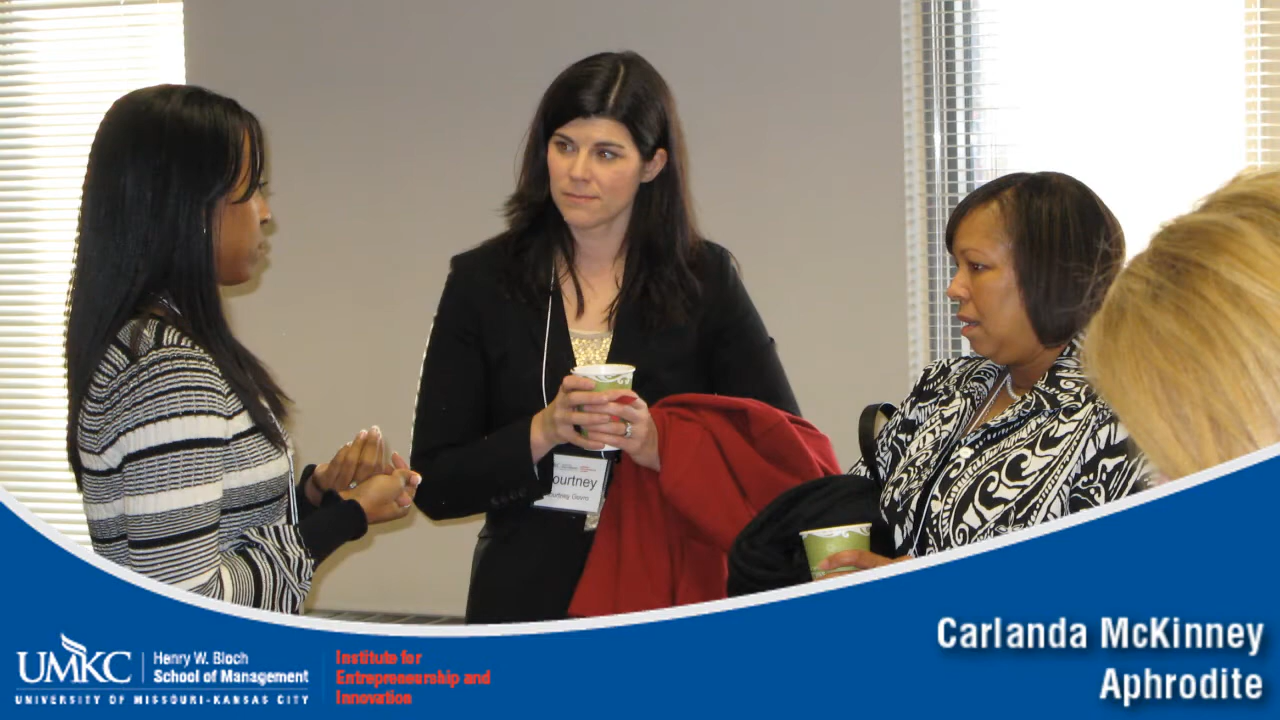 ourtney
UMKC
UNIVERSITY OF MISSOURI-KANSAS CITY
Henry W. Bloch
School of Management
Institute for
Entrepreneurship and
Innovation
Carlanda McKinney
Aphrodite